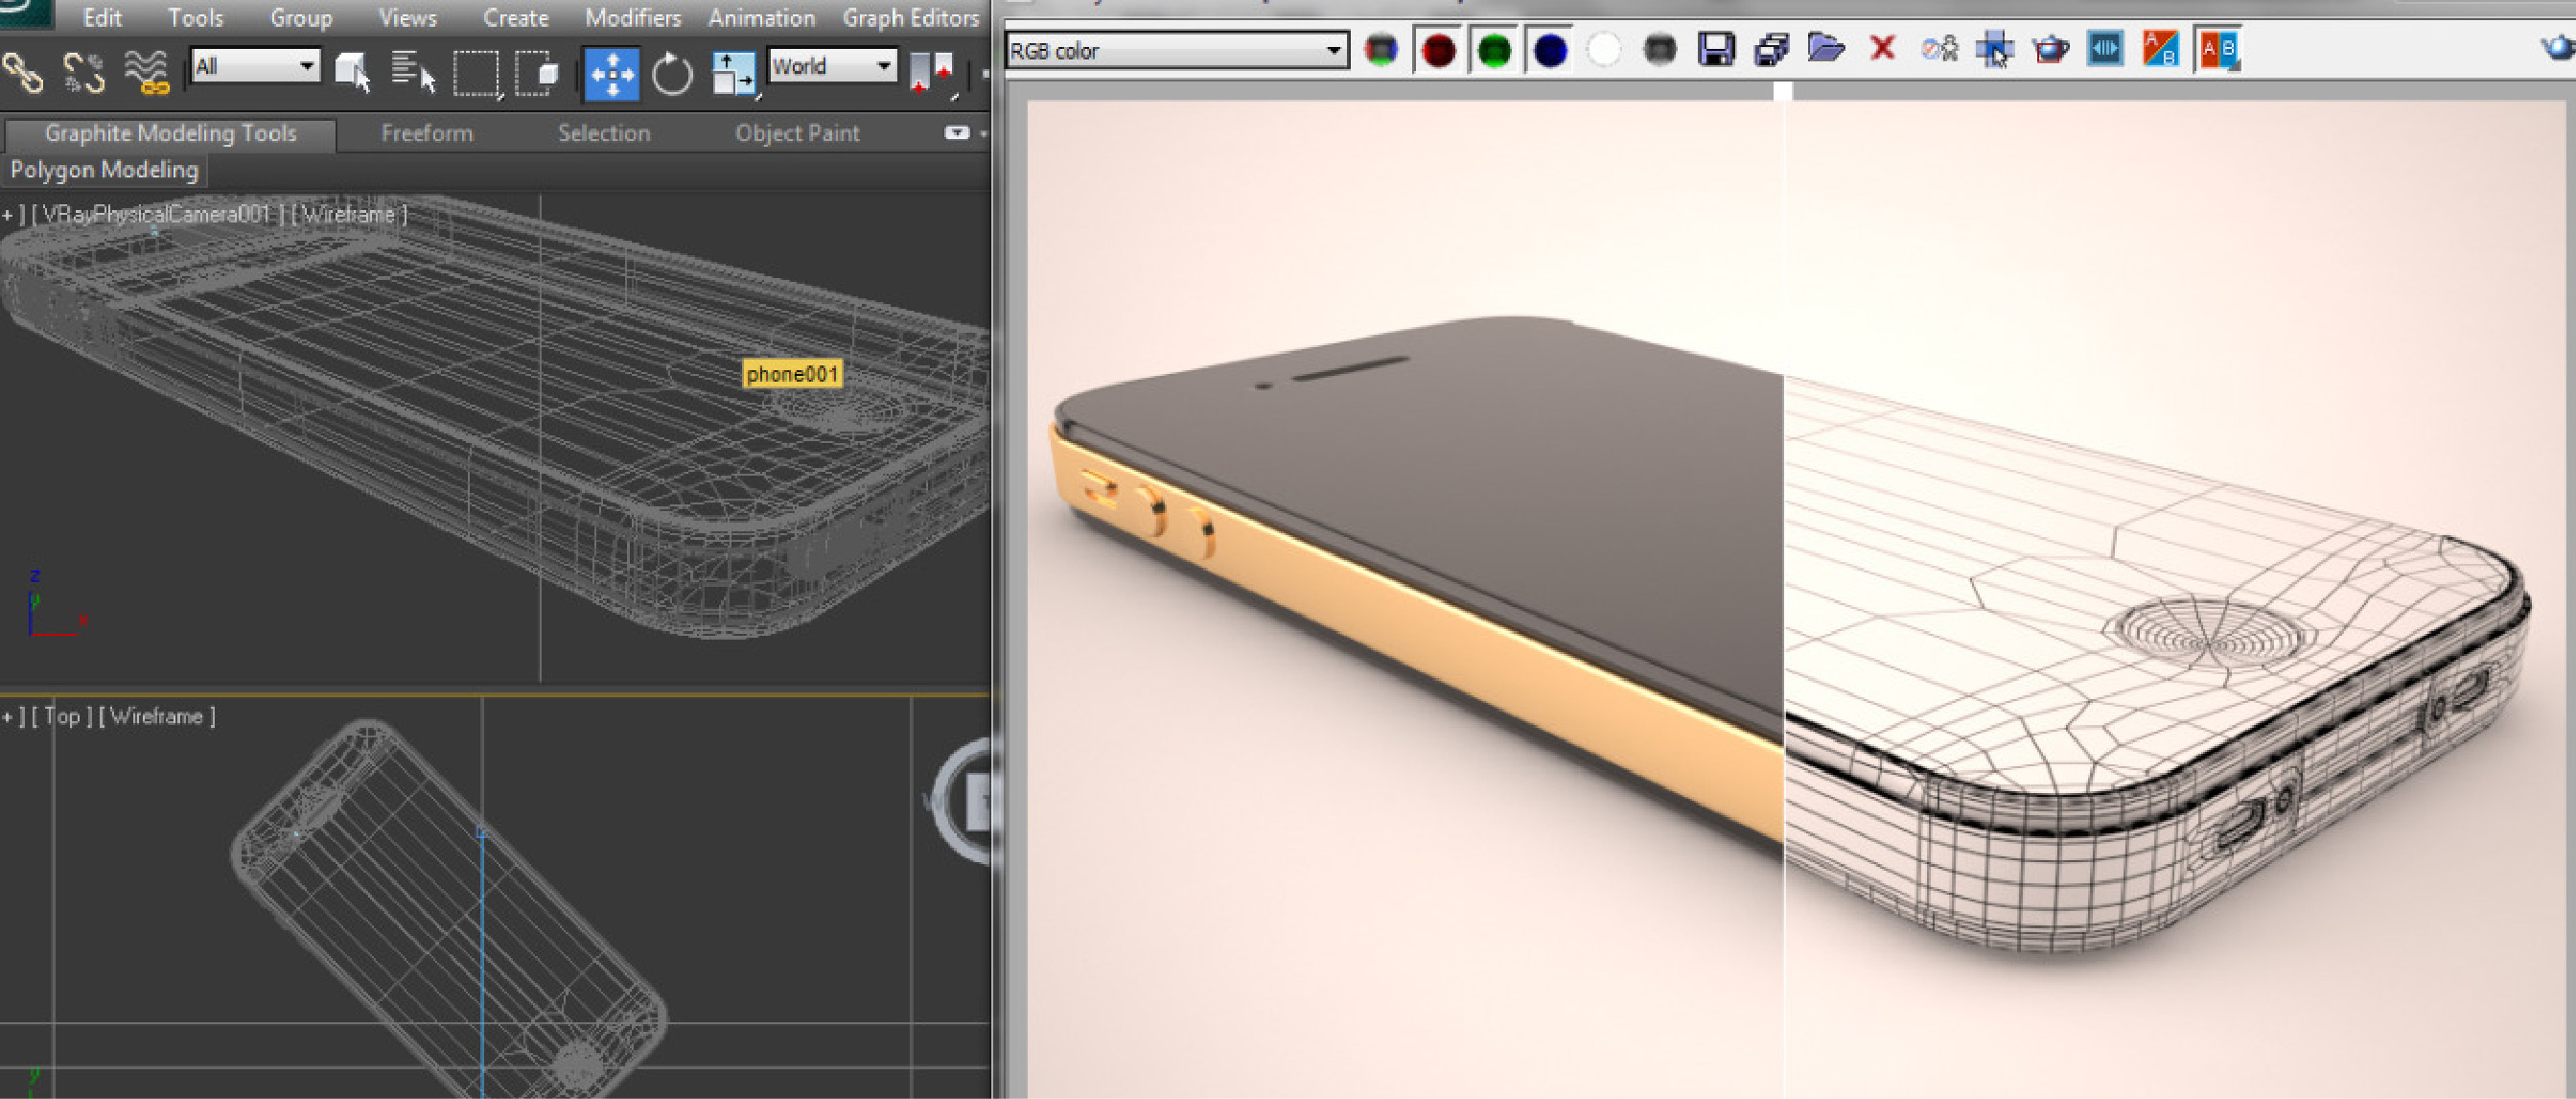 Edit Tools Group Views Create Modifiers Animation Graph Editors
All
World
Graphite Modeling Tools Freeform Selection Object Paint
Polygon Modeling
+ ] [ VRayPhysicalCamera001 ] [ Wireframe ]
phone001
z
y
x
+ ] [ Top ] [ Wireframe ]
W
y
RGB color
A
B
A B